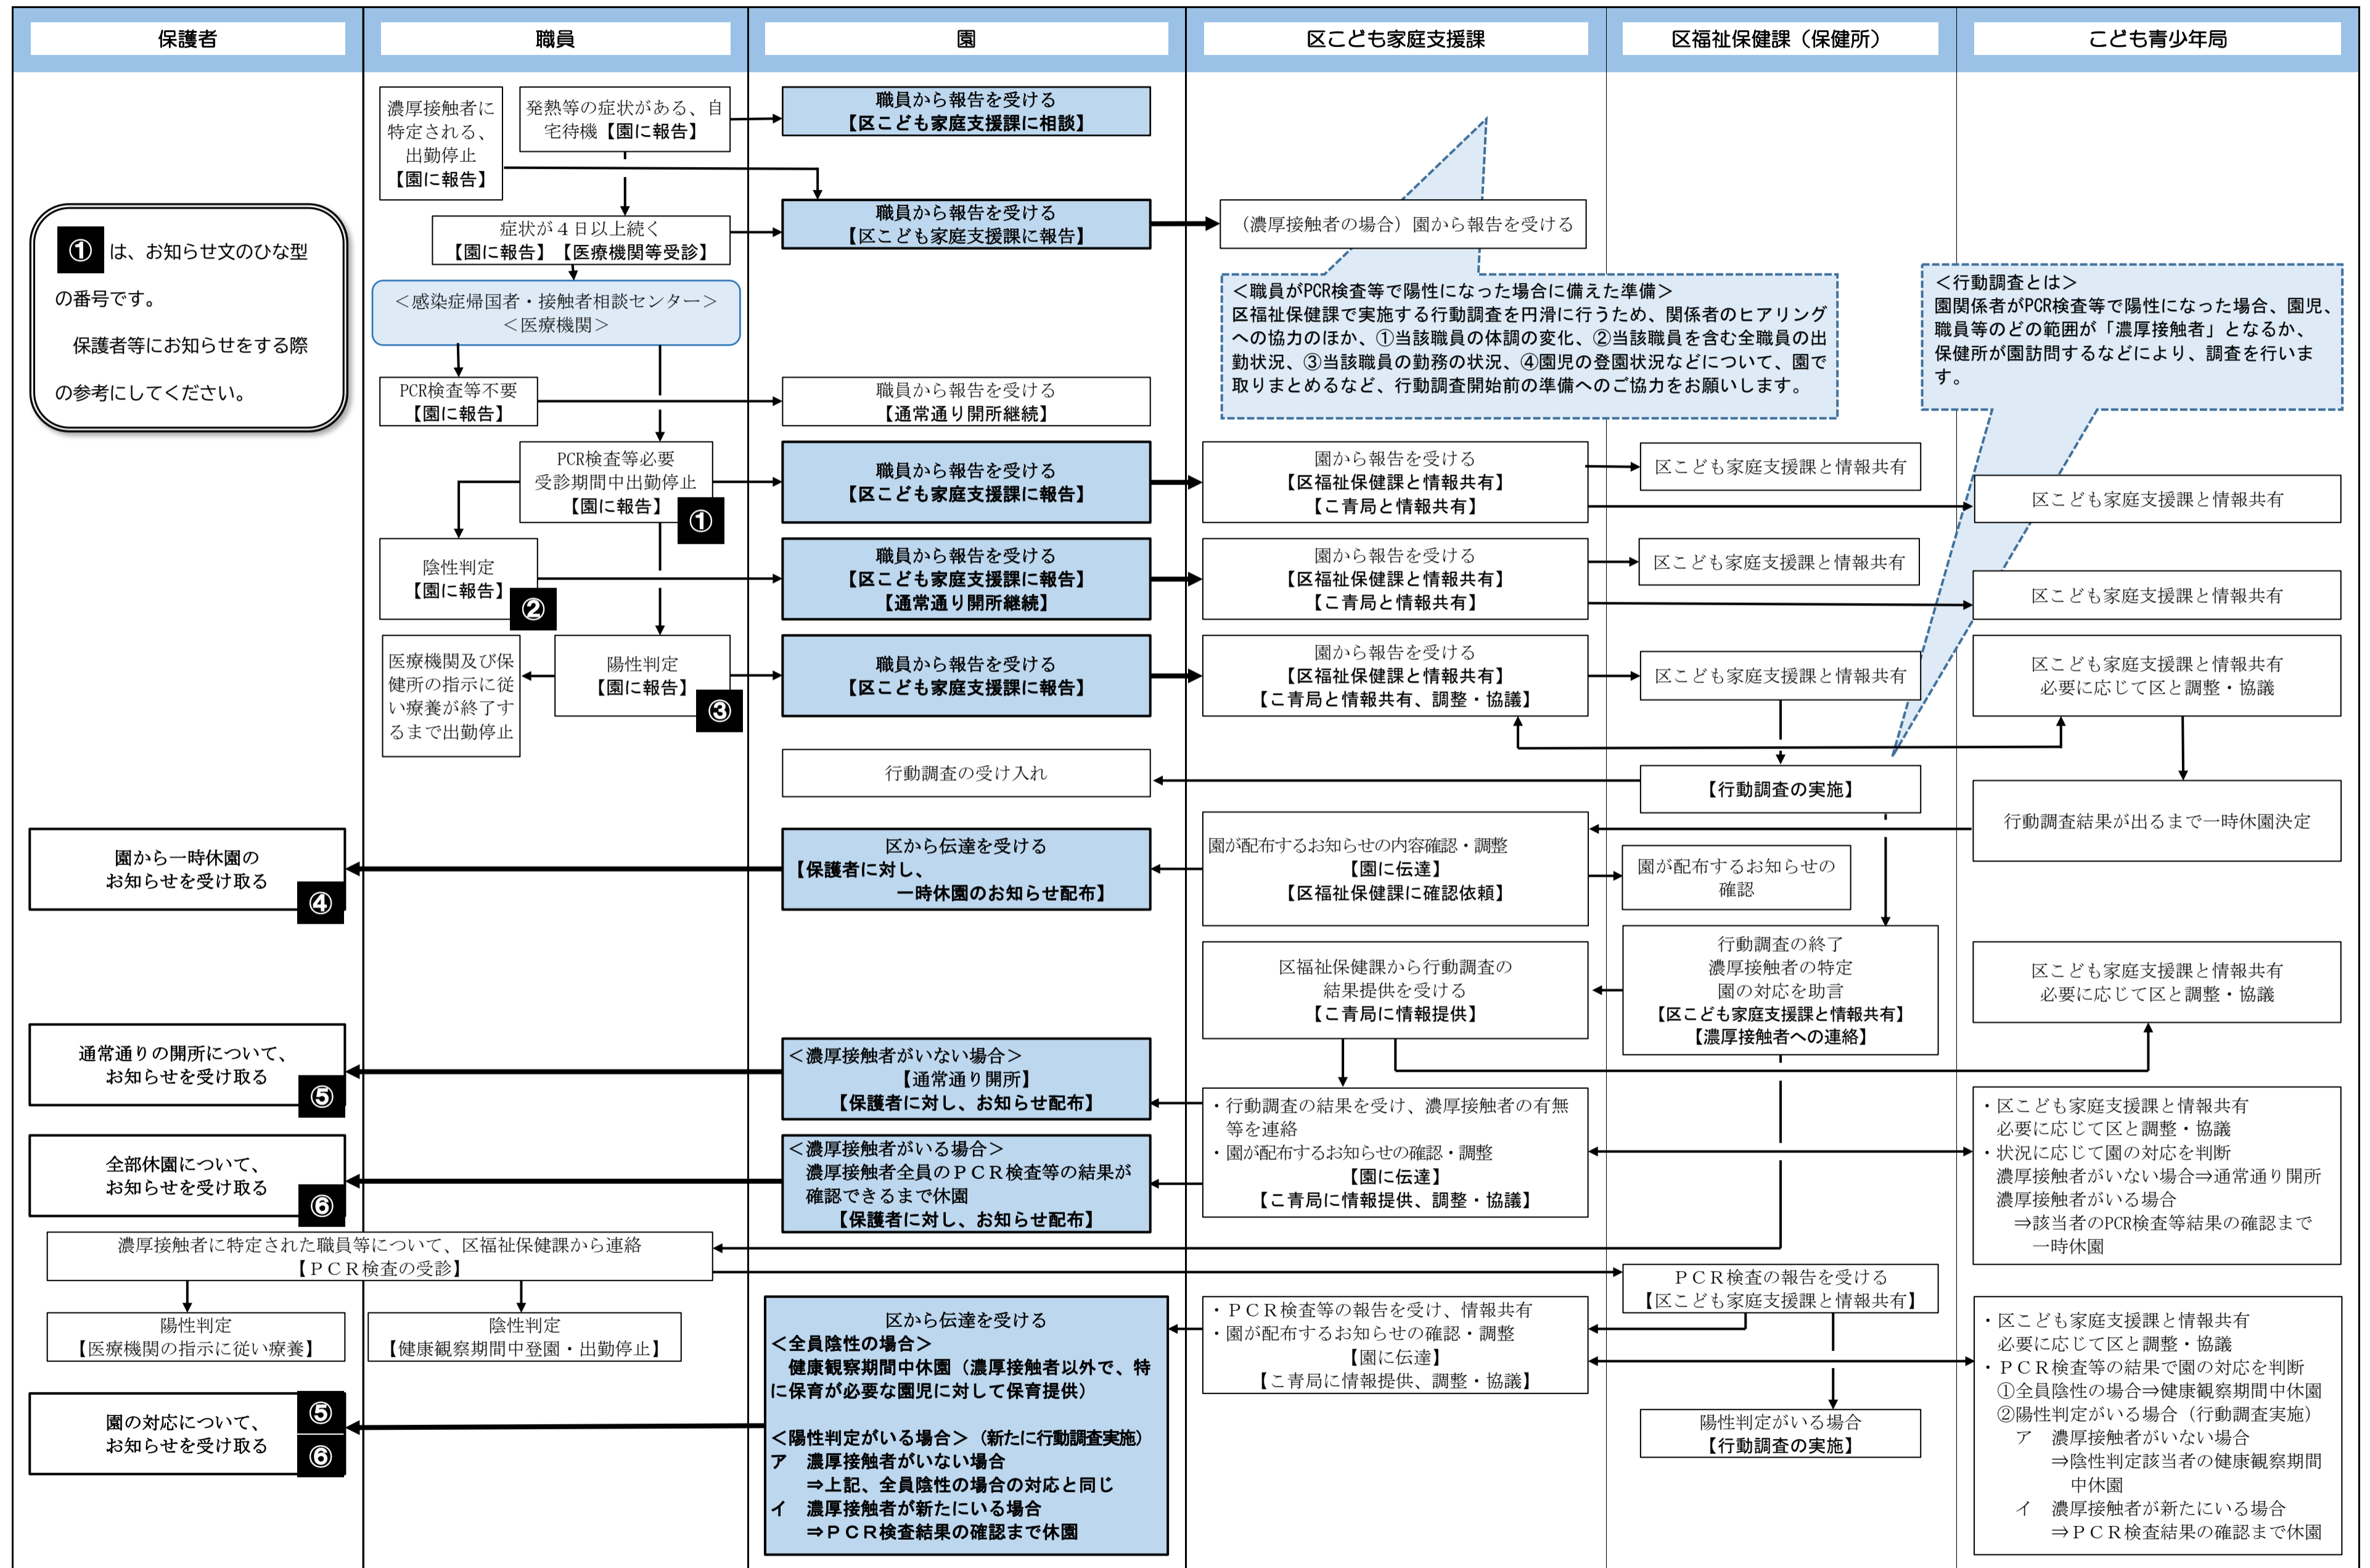 保護者
職員
園
区こども家庭支援課
区福祉保健課（保健所）
こども青少年局
①は、お知らせ文のひな型
の番号です。
保護者等にお知らせをする際
の参考にしてください。
濃厚接触者に
特定される、
出勤停止
【園に報告】
発熱等の症状がある、自
宅待機【園に報告】
職員から報告を受ける
【区こども家庭支援課に相談】
症状が４日以上続く
【園に報告】【医療機関等受診】
職員から報告を受ける
【区こども家庭支援課に報告】
（濃厚接触者の場合）園から報告を受ける
＜感染症帰国者・接触者相談センター＞
＜医療機関＞
＜職員がPCR検査等で陽性になった場合に備えた準備＞
区福祉保健課で実施する行動調査を円滑に行うため、関係者のヒアリング
への協力のほか、①当該職員の体調の変化、②当該職員を含む全職員の出
勤状況、③当該職員の勤務の状況、④園児の登園状況などについて、園で
取りまとめるなど、行動調査開始前の準備へのご協力をお願いします。
＜行動調査とは＞
園関係者がPCR検査等で陽性になった場合、園児、
職員等のどの範囲が「濃厚接触者」となるか、
保健所が園訪問するなどにより、調査を行いま
す。
PCR検査等不要
【園に報告】
職員から報告を受ける
【通常通り開所継続】
PCR検査等必要
受診期間中出勤停止
【園に報告】
①
職員から報告を受ける
【区こども家庭支援課に報告】
園から報告を受ける
【区福祉保健課と情報共有】
【こ青局と情報共有】
区こども家庭支援課と情報共有
区こども家庭支援課と情報共有
陰性判定
【園に報告】
②
職員から報告を受ける
【区こども家庭支援課に報告】
【通常通り開所継続】
園から報告を受ける
【区福祉保健課と情報共有】
【こ青局と情報共有】
区こども家庭支援課と情報共有
区こども家庭支援課と情報共有
医療機関及び保
健所の指示に従
い療養が終了す
るまで出勤停止
陽性判定
【園に報告】
③
職員から報告を受ける
【区こども家庭支援課に報告】
園から報告を受ける
【区福祉保健課と情報共有】
【こ青局と情報共有、調整・協議】
区こども家庭支援課と情報共有
区こども家庭支援課と情報共有
必要に応じて区と調整・協議
行動調査の受け入れ
【行動調査の実施】
行動調査結果が出るまで一時休園決定
園から一時休園の
お知らせを受け取る
④
区から伝達を受ける
【保護者に対し、
一時休園のお知らせ配布】
園が配布するお知らせの内容確認・調整
【園に伝達】
【区福祉保健課に確認依頼】
園が配布するお知らせの
確認
区福祉保健課から行動調査の
結果提供を受ける
【こ青局に情報提供】
行動調査の終了
濃厚接触者の特定
園の対応を助言
【区こども家庭支援課と情報共有】
【濃厚接触者への連絡】
区こども家庭支援課と情報共有
必要に応じて区と調整・協議
通常通りの開所について、
お知らせを受け取る
⑤
＜濃厚接触者がいない場合＞
【通常通り開所】
【保護者に対し、お知らせ配布】
・行動調査の結果を受け、濃厚接触者の有無
等を連絡
・園が配布するお知らせの確認・調整
【園に伝達】
【こ青局に情報提供、調整・協議】
・区こども家庭支援課と情報共有
必要に応じて区と調整・協議
・状況に応じて園の対応を判断
濃厚接触者がいない場合⇒通常通り開所
濃厚接触者がいる場合
⇒該当者のPCR検査等結果の確認まで
一時休園
全部休園について、
お知らせを受け取る
⑥
＜濃厚接触者がいる場合＞
濃厚接触者全員のＰＣＲ検査等の結果が
確認できるまで休園
【保護者に対し、お知らせ配布】
濃厚接触者に特定された職員等について、区福祉保健課から連絡
【ＰＣＲ検査の受診】
ＰＣＲ検査の報告を受ける
【区こども家庭支援課と情報共有】
陽性判定
【医療機関の指示に従い療養】
陰性判定
【健康観察期間中登園・出勤停止】
区から伝達を受ける
＜全員陰性の場合＞
健康観察期間中休園（濃厚接触者以外で、特
に保育が必要な園児に対して保育提供）
＜陽性判定がいる場合＞（新たに行動調査実施）
ア　濃厚接触者がいない場合
⇒上記、全員陰性の場合の対応と同じ
イ　濃厚接触者が新たにいる場合
⇒ＰＣＲ検査結果の確認まで休園
・ＰＣＲ検査等の報告を受け、情報共有
・園が配布するお知らせの確認・調整
【園に伝達】
【こ青局に情報提供、調整・協議】
陽性判定がいる場合
【行動調査の実施】
・区こども家庭支援課と情報共有
必要に応じて区と調整・協議
・ＰＣＲ検査等の結果で園の対応を判断
①全員陰性の場合⇒健康観察期間中休園
②陽性判定がいる場合（行動調査実施）
ア　濃厚接触者がいない場合
⇒陰性判定該当者の健康観察期間
中休園
イ　濃厚接触者が新たにいる場合
⇒ＰＣＲ検査結果の確認まで休園
園の対応について、
お知らせを受け取る
⑤
⑥